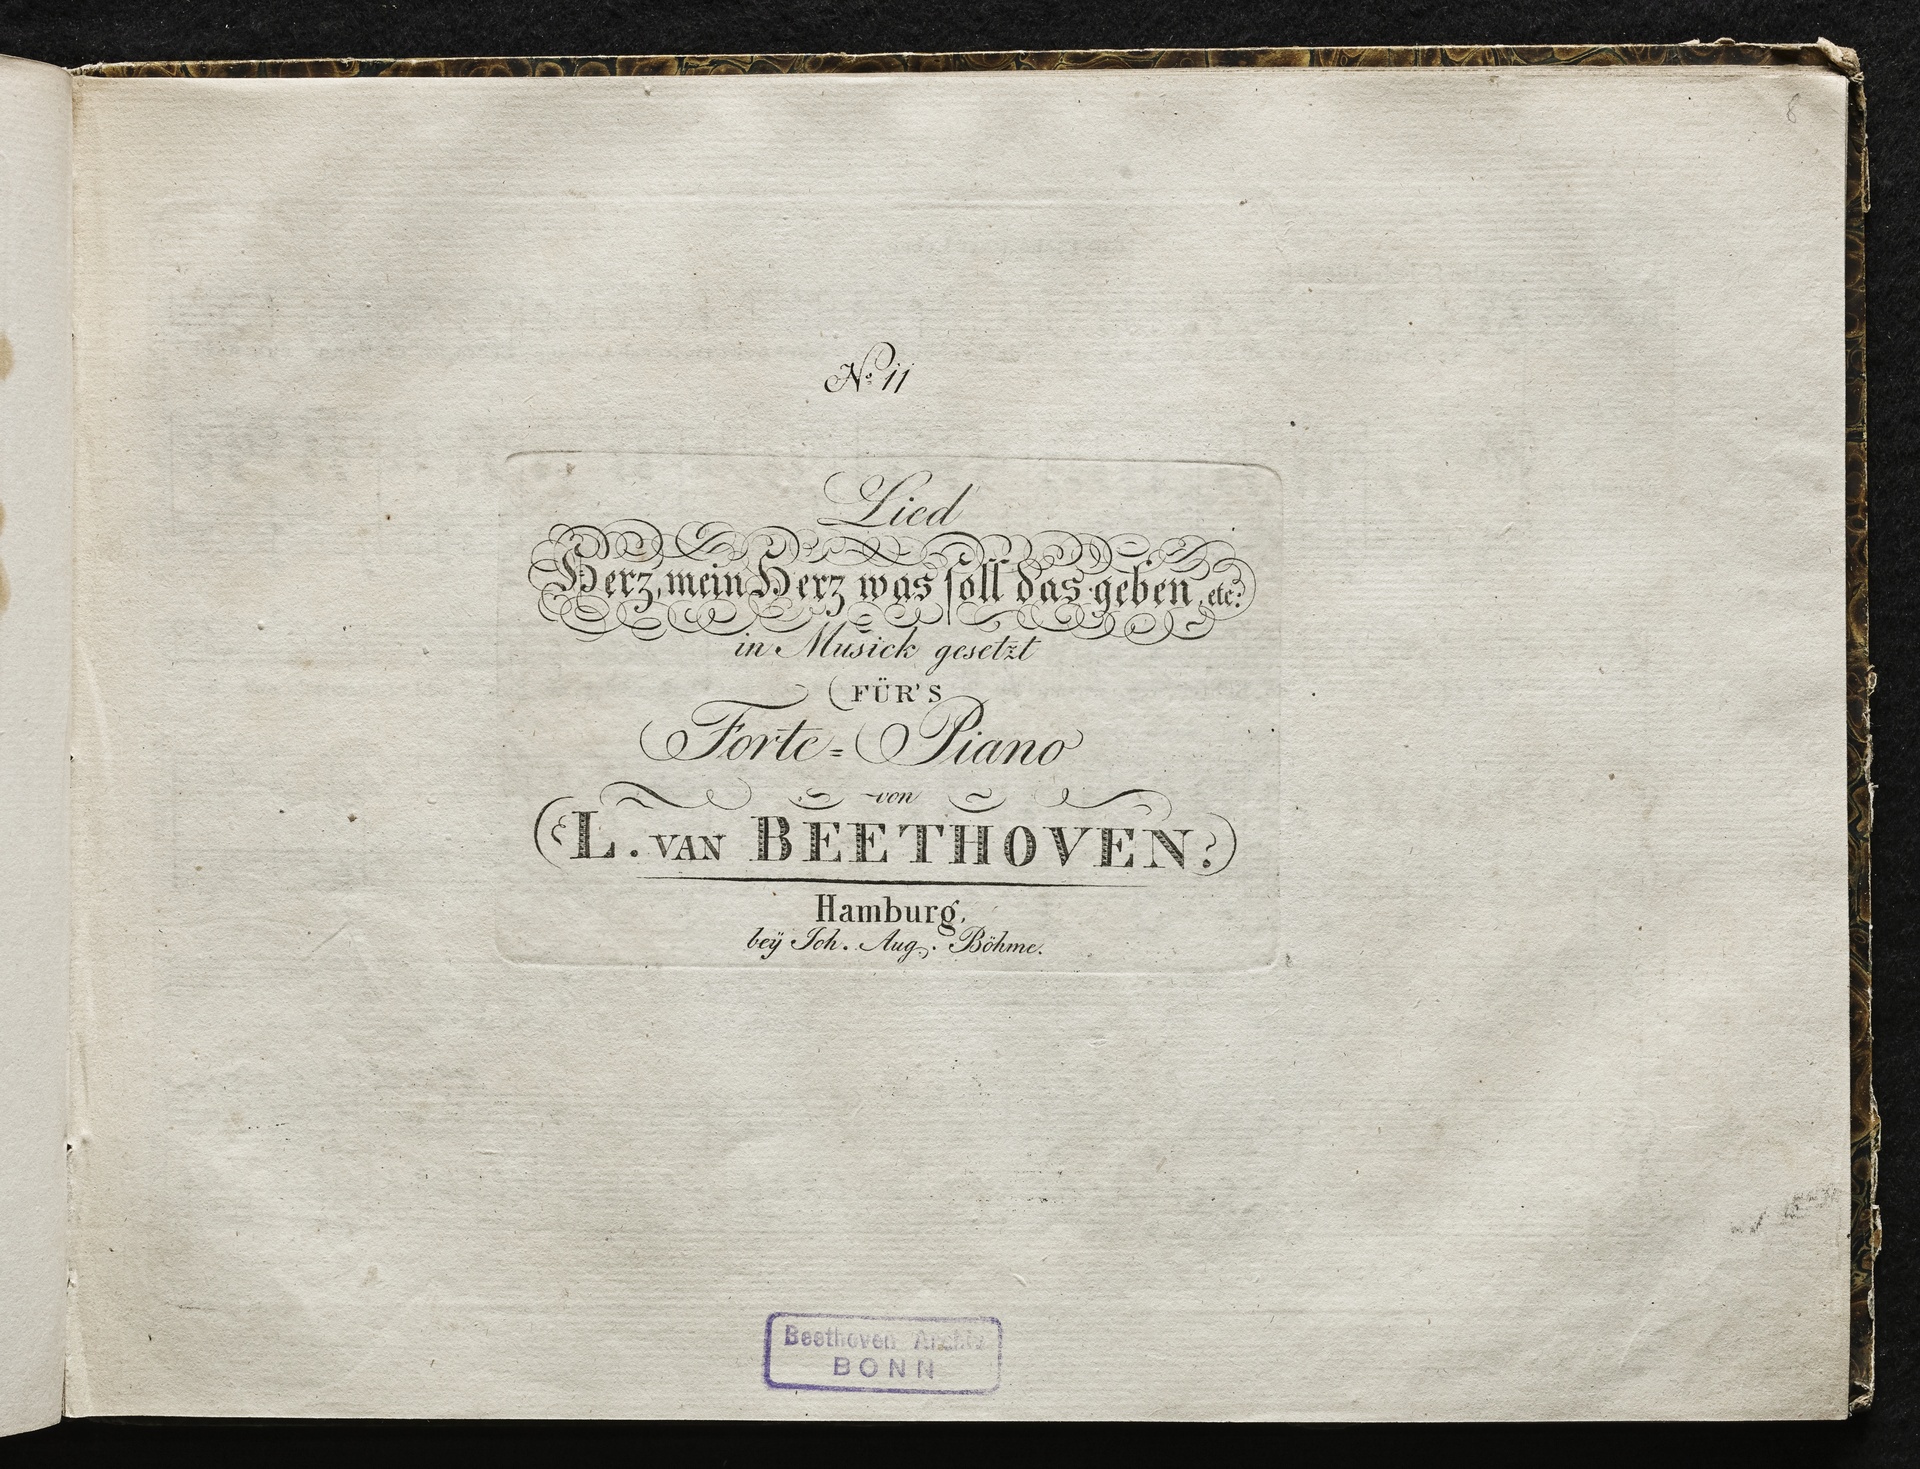 8
No. 11
Lied
Herz, mein Herz was soll das geben, etc:
in Musick gesetzt
FÜR'S
Forte= Piano
von
L. VAN BEETHOVEN.
Hamburg,
beÿ Joh. Aug. Böhme.
Beethoven Archiv
BONN